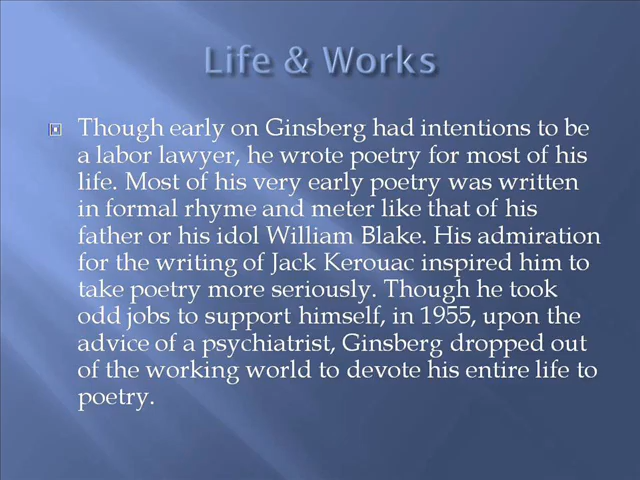 Life & Works
Though early on Ginsberg had intentions to be
a labor lawyer, he wrote poetry for most of his
life. Most of his very early poetry was written
in formal rhyme and meter like that of his
father or his idol William Blake. His admiration
for the writing of Jack Kerouac inspired him to
take poetry more seriously. Though he took
odd jobs to support himself, in 1955, upon the
advice of a psychiatrist, Ginsberg dropped out
of the working world to devote his entire life to
poetry.